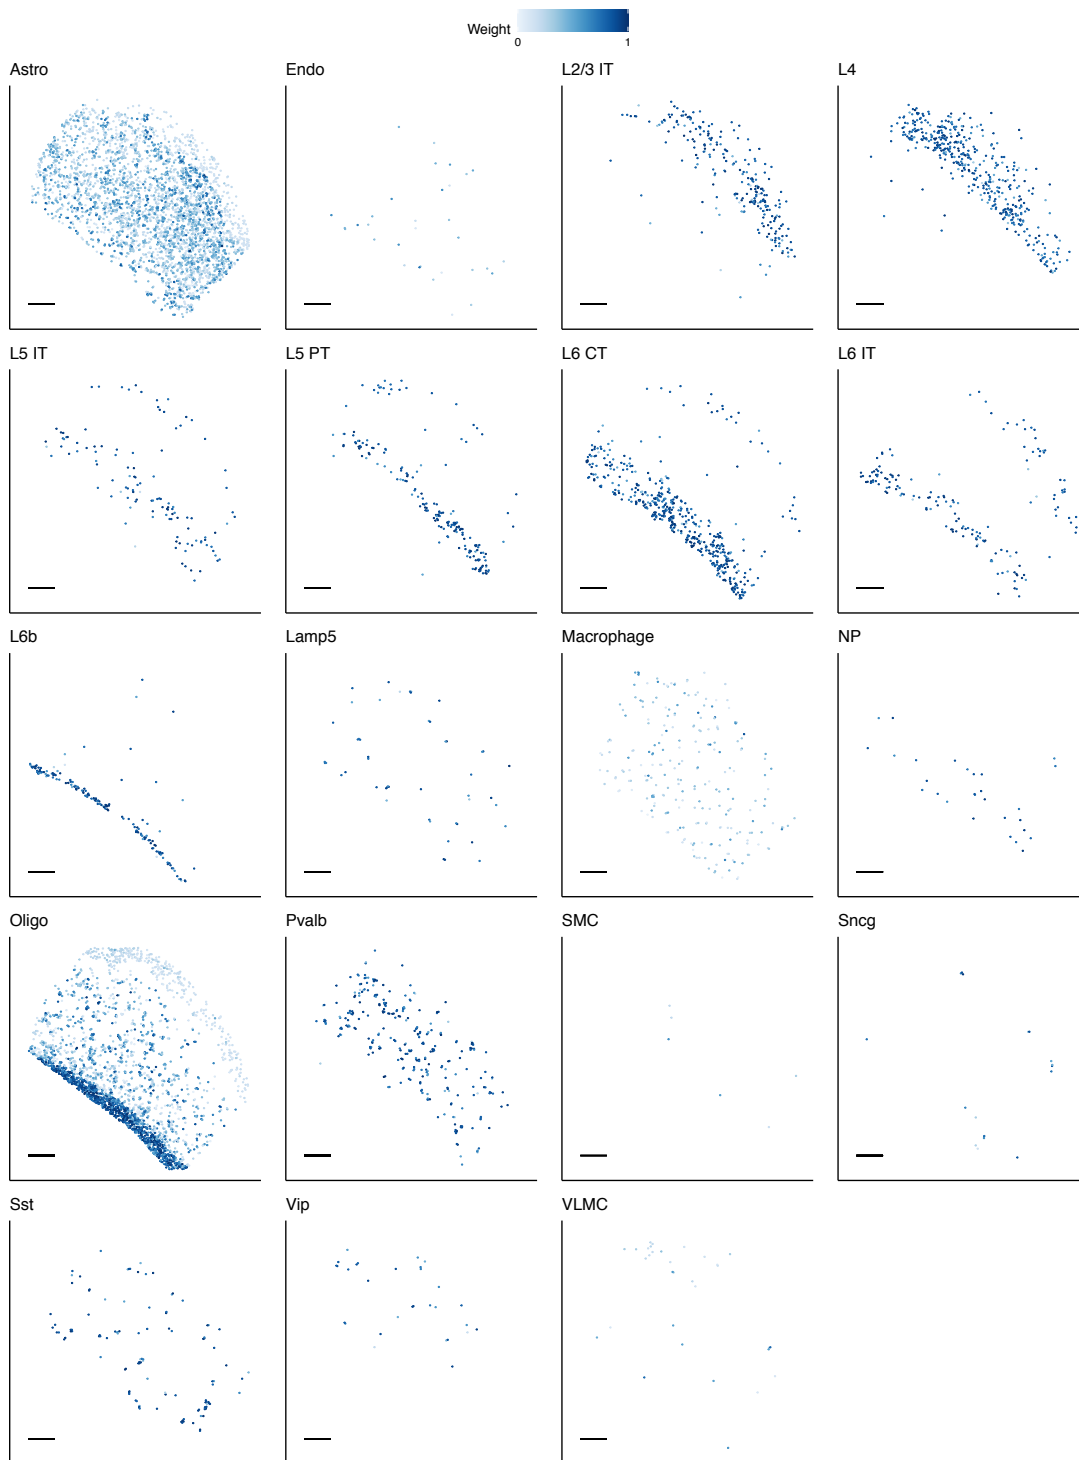 Weight
0 1
Astro Endo L2/3 IT L4
L5 IT L5 PT L6 CT L6 IT
L6b Lamp5 Macrophage NP
Oligo Pvalb SMC Sncg
Sst Vip VLMC